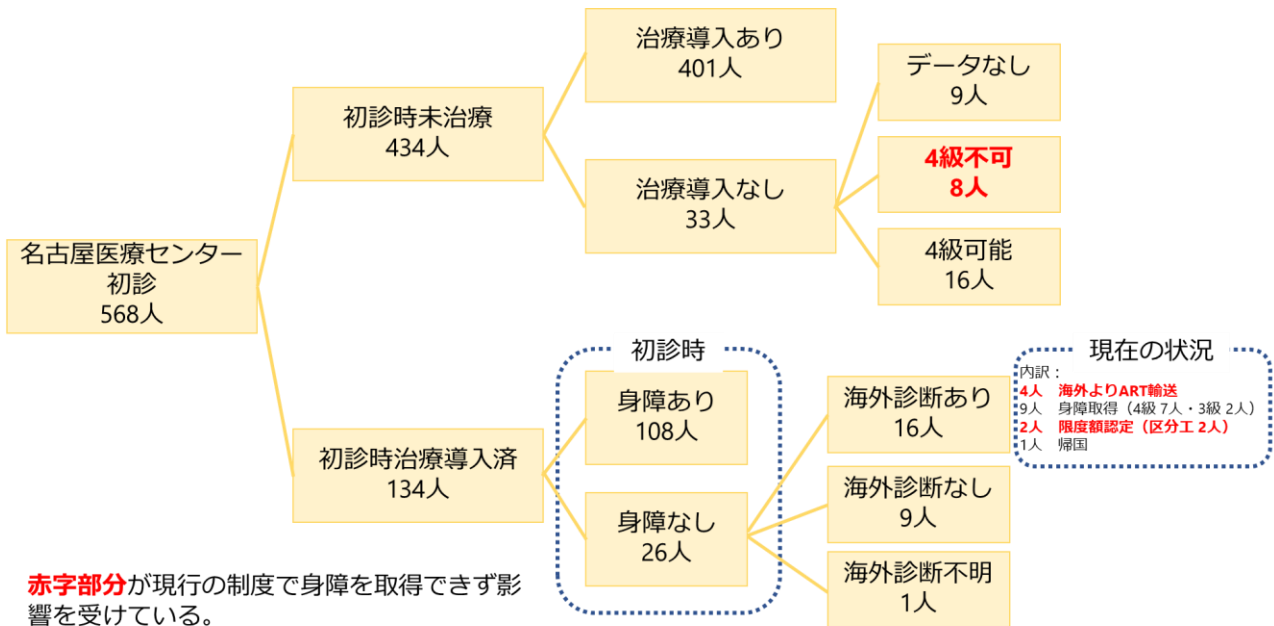 名古屋医療センター
初診
568人
初診時未治療
434人
治療導入あり
401人
治療導入なし
33人
データなし
9人
4級不可
8人
4級可能
16人
初診時治療導入済
134人
初診時
身障あり
108人
身障なし
26人
海外診断あり
16人
海外診断なし
9人
海外診断不明
1人
現在の状況
内訳：
4人 海外よりART輸送
9人 身障取得（4級 7人・3級 2人）
2人 限度額認定（区分エ 2人）
1人 帰国
赤字部分が現行の制度で身障を取得できず影
響を受けている。